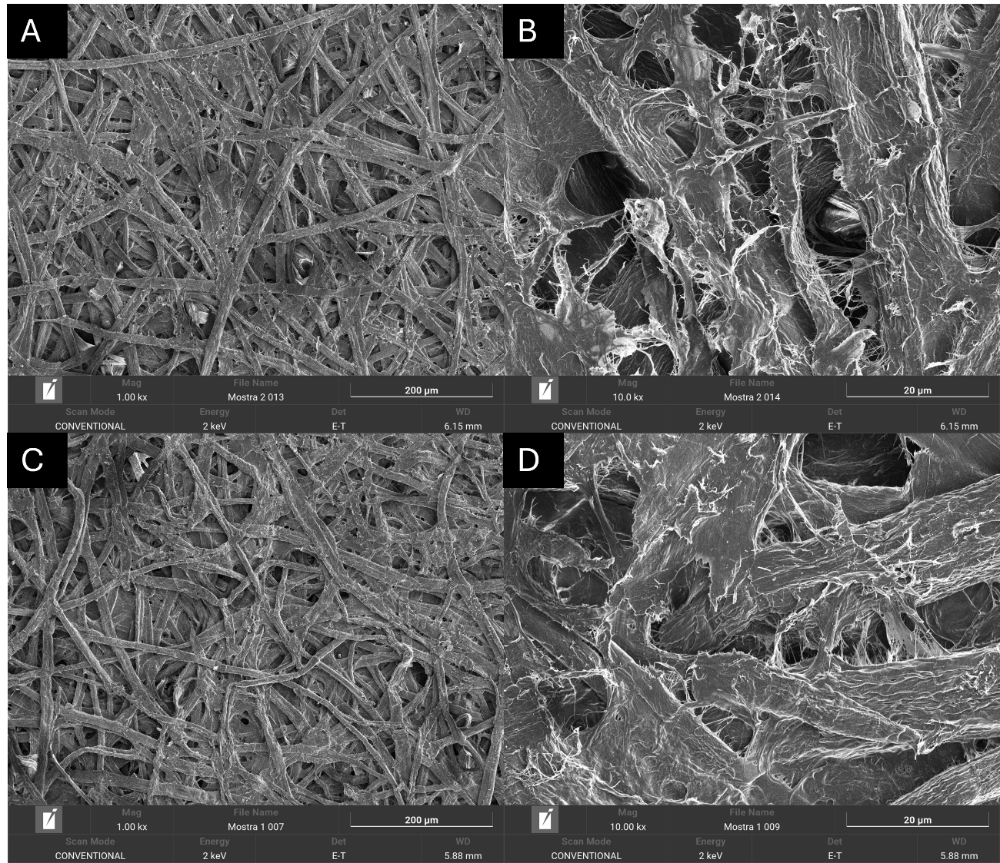 A
B
Mag File Name
1.00 kx Mostra 2 013 200 µm
Scan Mode Energy Det WD
CONVENTIONAL 2 keV E-T 6.15 mm
Mag File Name
10.0 kx Mostra 2 014 20 µm
Scan Mode Energy Det WD
CONVENTIONAL 2 keV E-T 6.15 mm
C
D
Mag File Name
1.00 kx Mostra 1 007 200 µm
Scan Mode Energy Det WD
CONVENTIONAL 2 keV E-T 5.88 mm
Mag File Name
10.00 kx Mostra 1 009 20 µm
Scan Mode Energy Det WD
CONVENTIONAL 2 keV E-T 5.88 mm